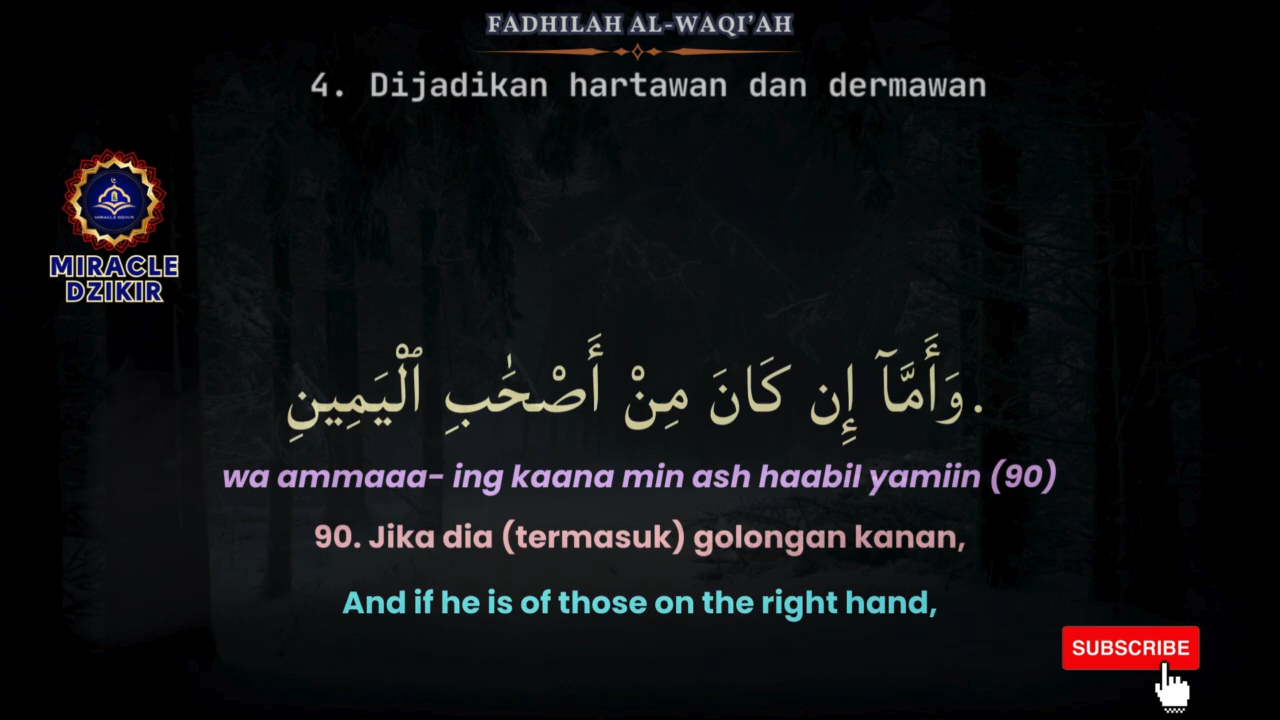 FADHILAH AL-WAQI'AH
4. Dijadikan hartawan dan dermawan
MIRACLE
DZIKIR
وَأَمَّآ إِن كَانَ مِنْ أَصْحَٰبِ ٱلْيَمِينِ.
wa ammaaa- ing kaana min ash haabil yamiin (90)
90. Jika dia (termasuk) golongan kanan,
And if he is of those on the right hand,
SUBSCRIBE